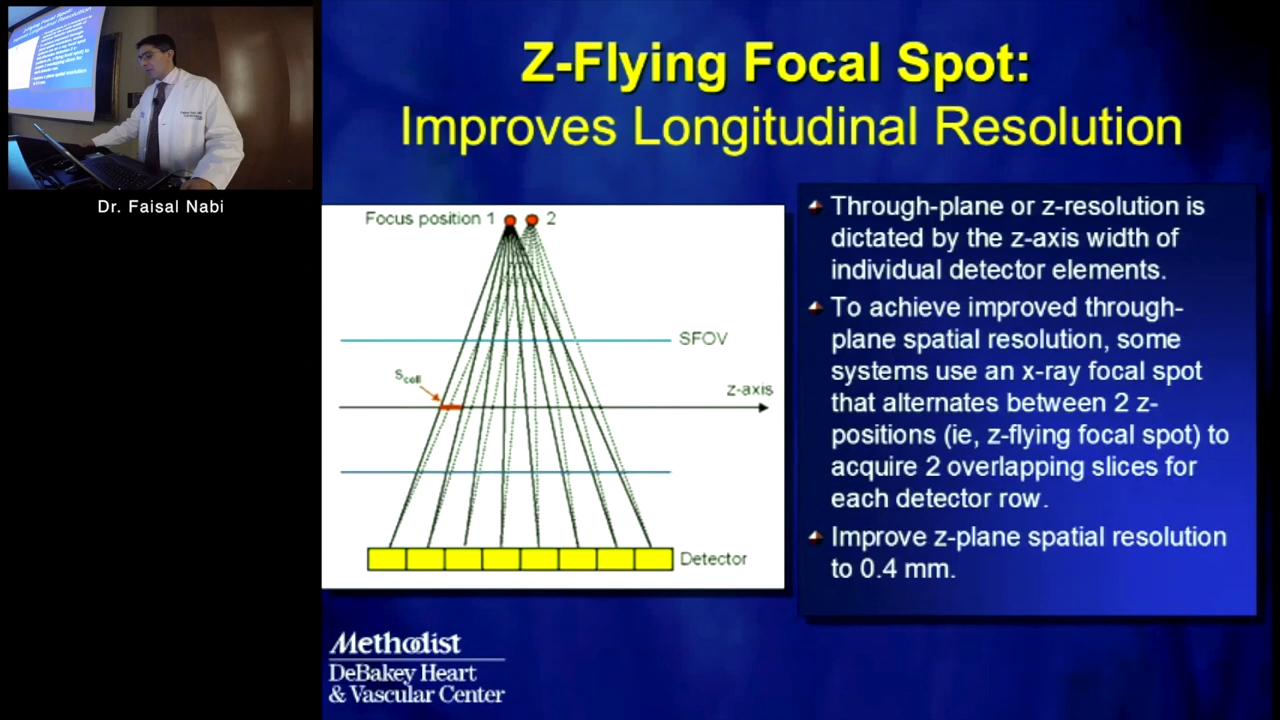 Z-Flying Focal Spot:
Improves Longitudinal Resolution
Dr. Faisal Nabi
Focus position 1 2
SFOV
Scell
z-axis
Detector
Through-plane or z-resolution is
dictated by the z-axis width of
individual detector elements.
To achieve improved through-
plane spatial resolution, some
systems use an x-ray focal spot
that alternates between 2 z-
positions (ie, z-flying focal spot) to
acquire 2 overlapping slices for
each detector row.
Improve z-plane spatial resolution
to 0.4 mm.
Methodist
DeBakey Heart
& Vascular Center